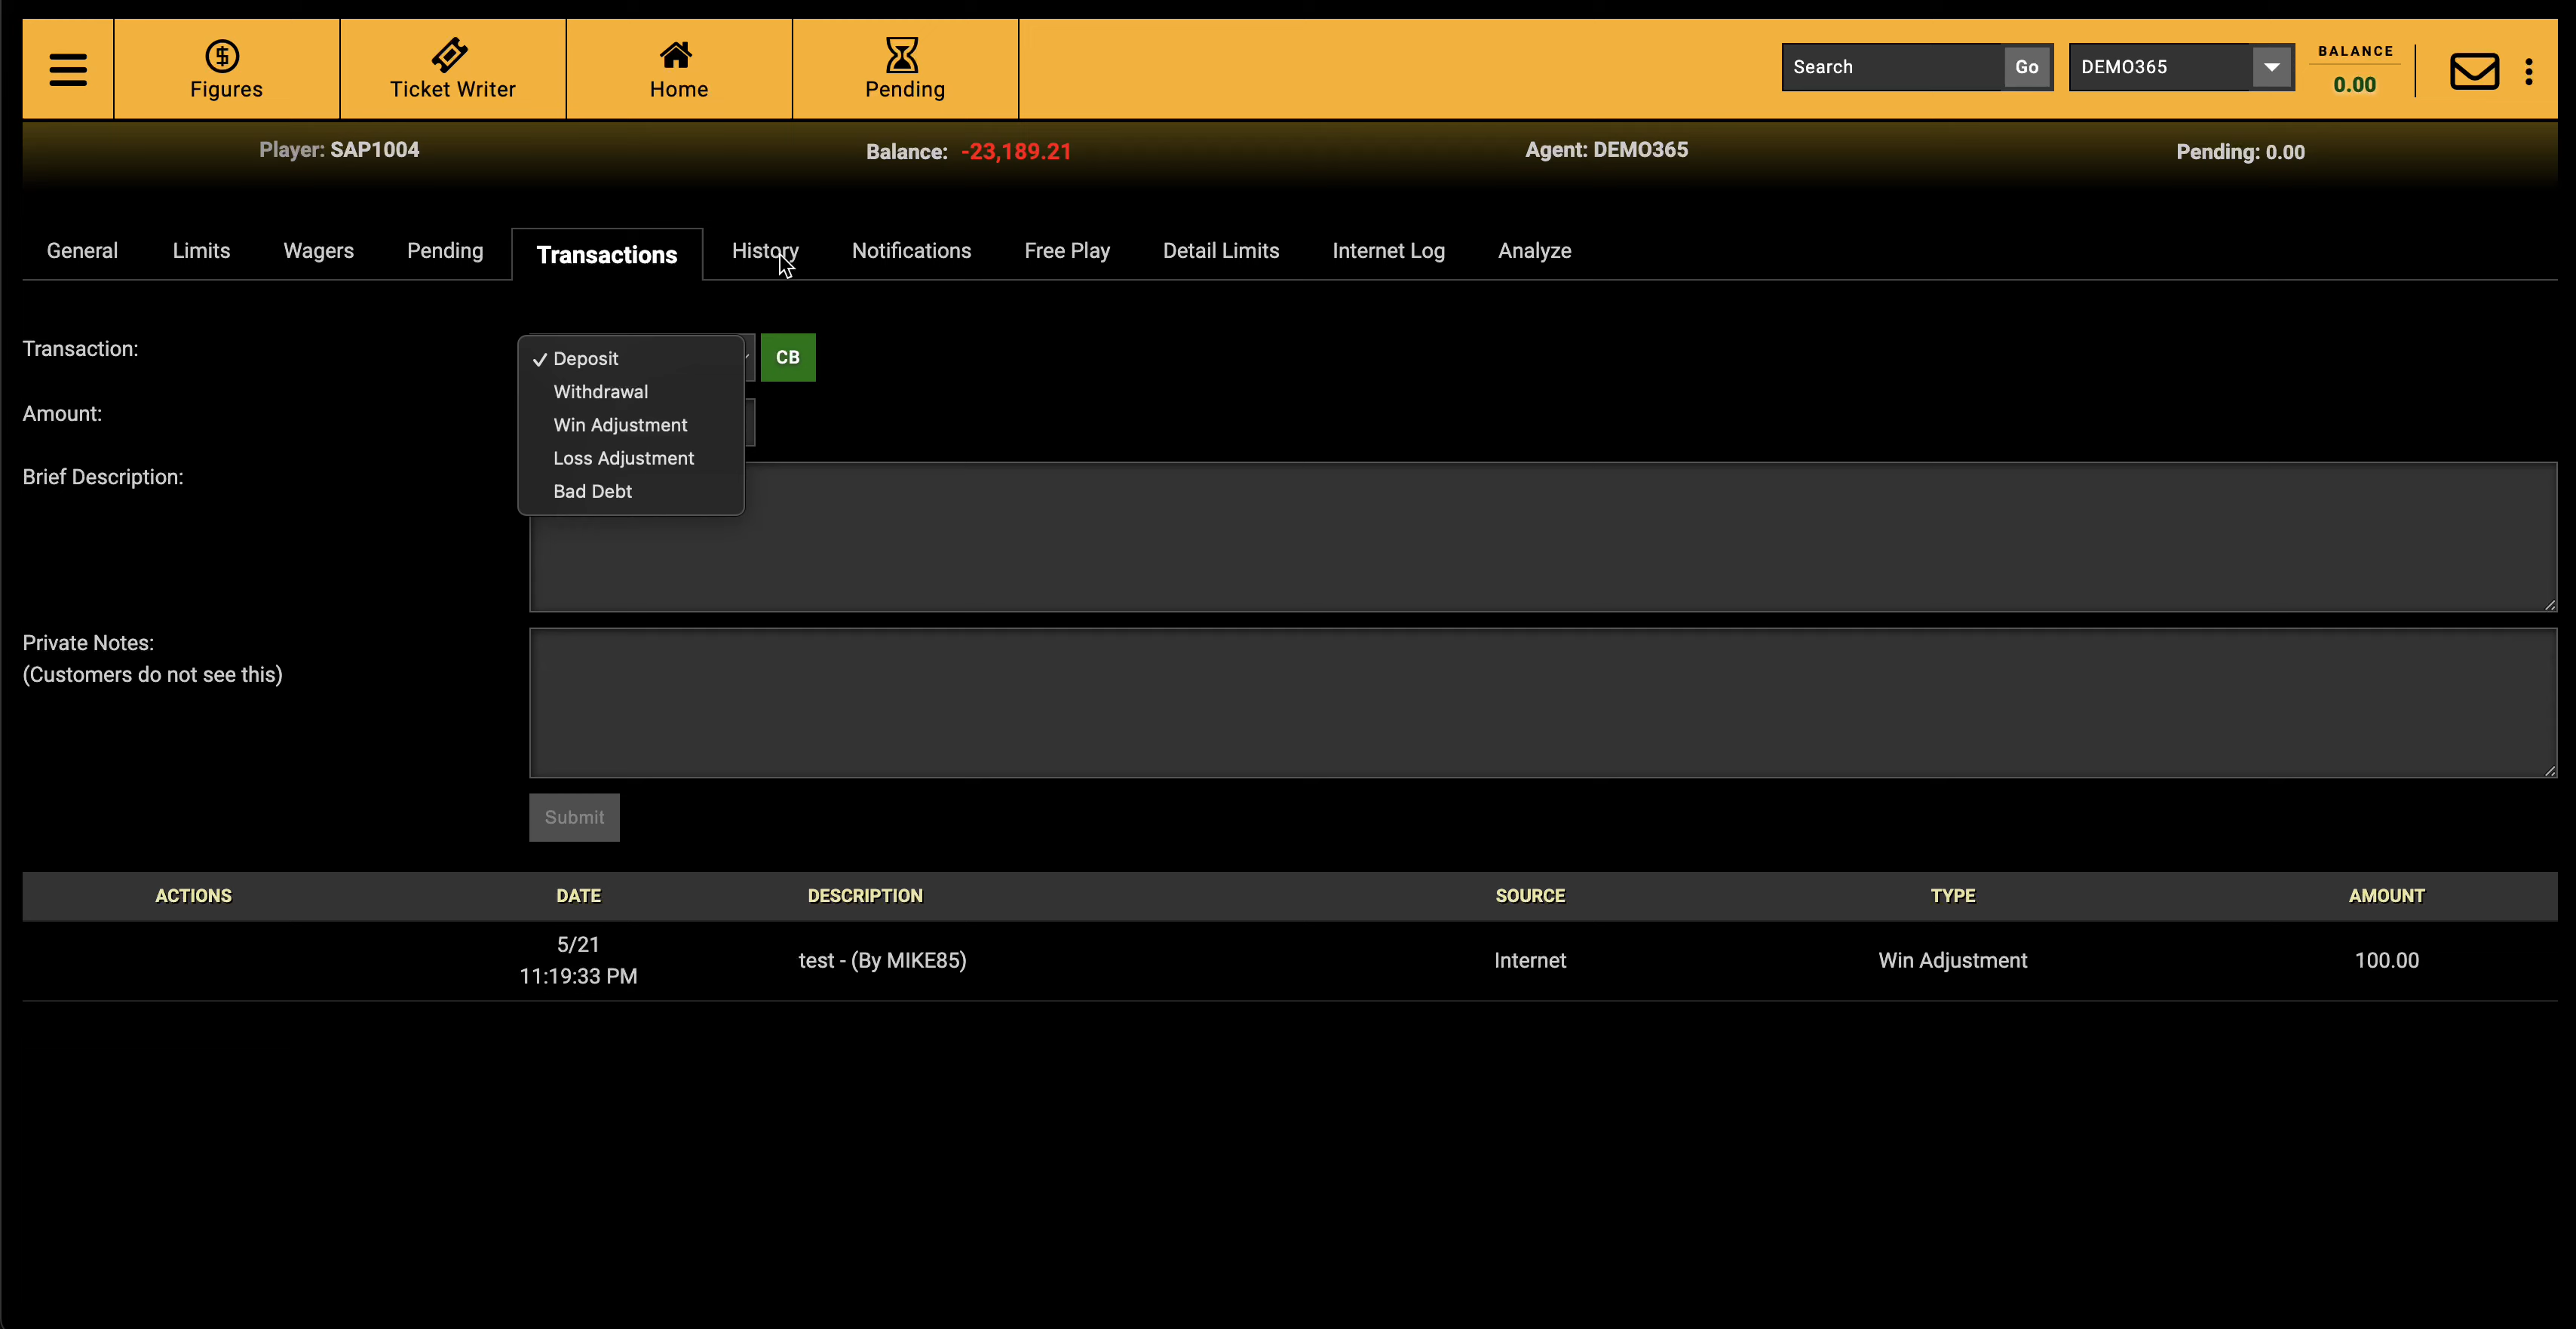 Figures
Ticket Writer
Home
Pending
Search
Go
DEMO365
BALANCE
0.00
Player: SAP1004
Balance: -23,189.21
Agent: DEMO365
Pending: 0.00
General
Limits
Wagers
Pending
Transactions
History
Notifications
Free Play
Detail Limits
Internet Log
Analyze
Transaction:
✓ Deposit
Withdrawal
Win Adjustment
Loss Adjustment
Bad Debt
CB
Amount:
Brief Description:
Private Notes:
(Customers do not see this)
Submit
ACTIONS DATE DESCRIPTION SOURCE TYPE AMOUNT
5/21
11:19:33 PM
test - (By MIKE85)
Internet
Win Adjustment
100.00